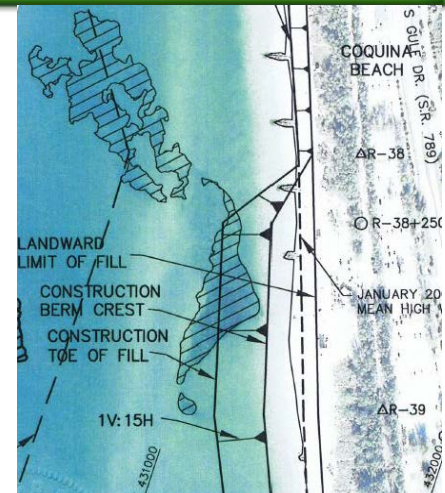 S GULF DR. (S.R. 789)
COQUINA
BEACH
△R-38
○ R-38+250
LANDWARD
LIMIT OF FILL
CONSTRUCTION
BERM CREST
CONSTRUCTION
TOE OF FILL
JANUARY 20
MEAN HIGH
1V:15H
△R-39
431000
432000